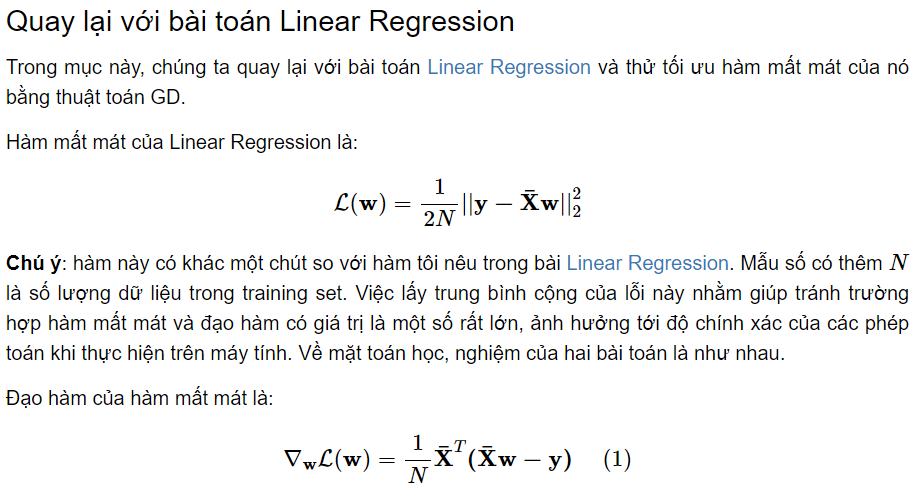 Quay lại với bài toán Linear Regression
Trong mục này, chúng ta quay lại với bài toán Linear Regression và thử tối ưu hàm mất mát của nó
bằng thuật toán GD.
Hàm mất mát của Linear Regression là:
$$\mathcal{L}(\mathbf{w}) = \frac{1}{2N}||\mathbf{y} - \mathbf{\bar{X}w}||_2^2$$
Chú ý: hàm này có khác một chút so với hàm tôi nêu trong bài Linear Regression. Mẫu số có thêm $N$
là số lượng dữ liệu trong training set. Việc lấy trung bình cộng của lỗi này nhằm giúp tránh trường
hợp hàm mất mát và đạo hàm có giá trị là một số rất lớn, ảnh hưởng tới độ chính xác của các phép
toán khi thực hiện trên máy tính. Về mặt toán học, nghiệm của hai bài toán là như nhau.
Đạo hàm của hàm mất mát là:
$$\nabla_{\mathbf{w}}\mathcal{L}(\mathbf{w}) = \frac{1}{N}\mathbf{\bar{X}}^T\mathbf{(\bar{X}w - y)} \quad (1)$$